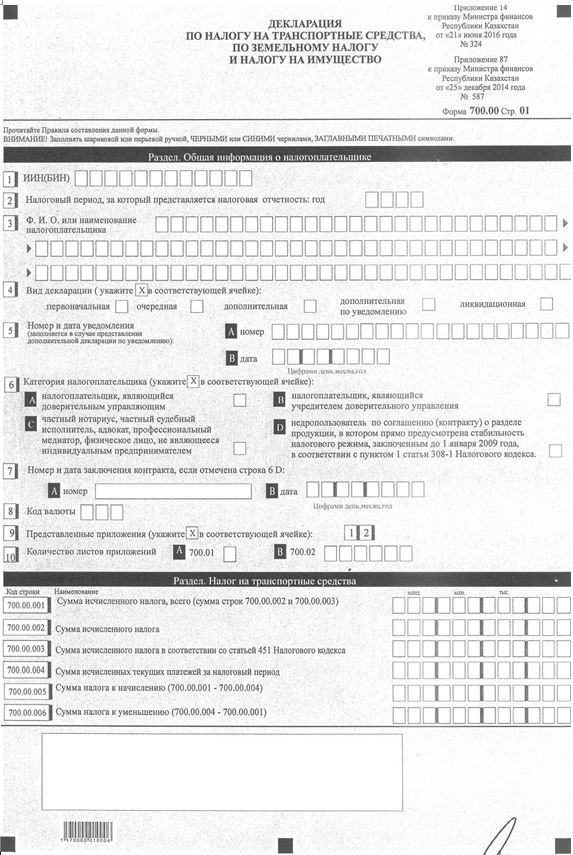 Приложение 14
к приказу Министра финансов
Республики Казахстан
от «21» июня 2016 года
№ 324
ДЕКЛАРАЦИЯ
ПО НАЛОГУ НА ТРАНСПОРТНЫЕ СРЕДСТВА,
ПО ЗЕМЕЛЬНОМУ НАЛОГУ
И НАЛОГУ НА ИМУЩЕСТВО
Приложение 87
к приказу Министра финансов
Республики Казахстан
от «25» декабря 2014 года
№ 587
Форма 700.00 Стр. 01
Прочитайте Правила составления данной формы.
ВНИМАНИЕ! Заполнять шариковой или перьевой ручкой, ЧЕРНЫМИ или СИНИМИ чернилами, ЗАГЛАВНЫМИ ПЕЧАТНЫМИ символами.
Раздел. Общая информация о налогоплательщике
1 ИИН(БИН)
2 Налоговый период, за который представляется налоговая отчетность: год
3 Ф. И. О. или наименование
налогоплательщика
4 Вид декларации ( укажите X в соответствующей ячейке):
первоначальная очередная дополнительная дополнительная
по уведомлению ликвидационная
5 Номер и дата уведомления
(заполняется в случае представления
дополнительной декларации по уведомлению):
A номер
B дата
Цифрами день,месяц,год
6 Категория налогоплательщика (укажите X в соответствующей ячейке):
A налогоплательщик, являющийся
доверительным управляющим
B налогоплательщик, являющийся
учредителем доверительного управления
C частный нотариус, частный судебный
исполнитель, адвокат, профессиональный
медиатор, физическое лицо, не являющееся
индивидуальным предпринимателем
D недропользователь по соглашению (контракту) о разделе
продукции, в котором прямо предусмотрена стабильность
налогового режима, заключенным до 1 января 2009 года,
в соответствии с пунктом 1 статьи 308-1 Налогового кодекса.
7 Номер и дата заключения контракта, если отмечена строка 6 D:
A номер B дата
Цифрами день,месяц,год
8 Код валюты
9 Представленные приложения (укажите X в соответствующей ячейке): 1 2
10 Количество листов приложений A 700.01 B 700.02
Раздел. Налог на транспортные средства
Код строки Наименование млрд. млн. тыс.
700.00.001 Сумма исчисленного налога, всего (сумма строк 700.00.002 и 700.00.003)
700.00.002 Сумма исчисленного налога
700.00.003 Сумма исчисленного налога в соответствии со статьей 451 Налогового кодекса
700.00.004 Сумма исчисленных текущих платежей за налоговый период
700.00.005 Сумма налога к начислению (700.00.001 - 700.00.004)
700.00.006 Сумма налога к уменьшению (700.00.004 - 700.00.001)